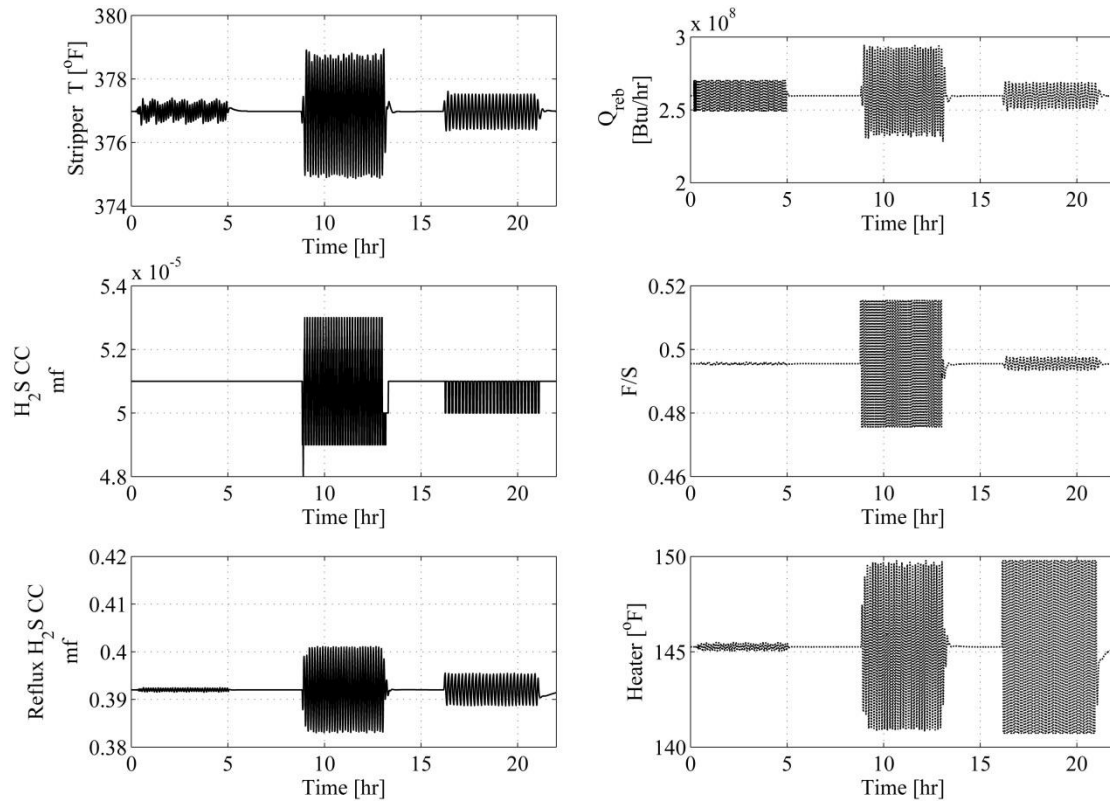 380
378
376
374
Stripper T [°F]
0 5 10 15 20
Time [hr]
x 10^8
3
2.5
2
Q_reb
[Btu/hr]
0 5 10 15 20
Time [hr]
x 10^-5
5.4
5.2
5
4.8
H_2S CC
mf
0 5 10 15 20
Time [hr]
0.52
0.5
0.48
0.46
F/S
0 5 10 15 20
Time [hr]
0.42
0.41
0.4
0.39
0.38
Reflux H_2S CC
mf
0 5 10 15 20
Time [hr]
150
145
140
Heater [°F]
0 5 10 15 20
Time [hr]